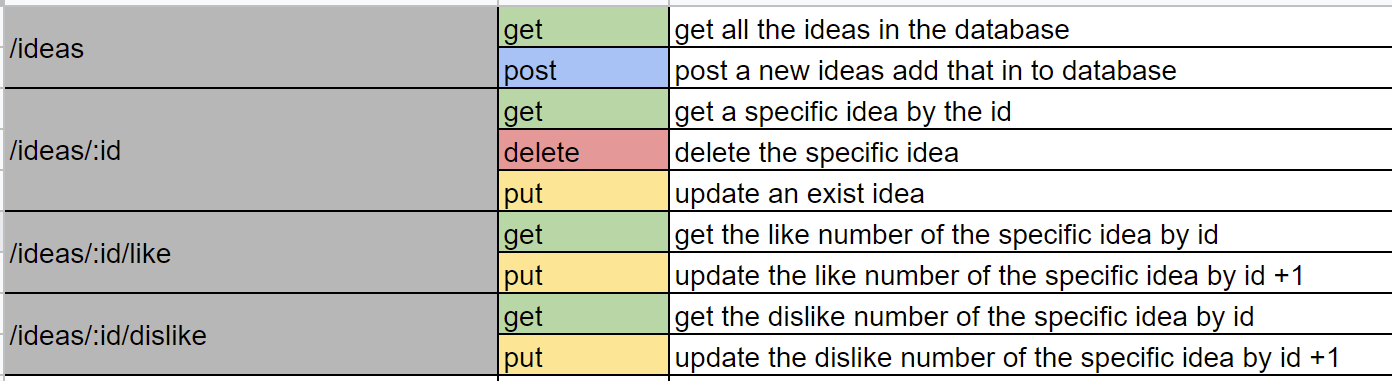 /ideas
get
get all the ideas in the database
post
post a new ideas add that in to database
/ideas/:id
get
get a specific idea by the id
delete
delete the specific idea
put
update an exist idea
/ideas/:id/like
get
get the like number of the specific idea by id
put
update the like number of the specific idea by id +1
/ideas/:id/dislike
get
get the dislike number of the specific idea by id
put
update the dislike number of the specific idea by id +1